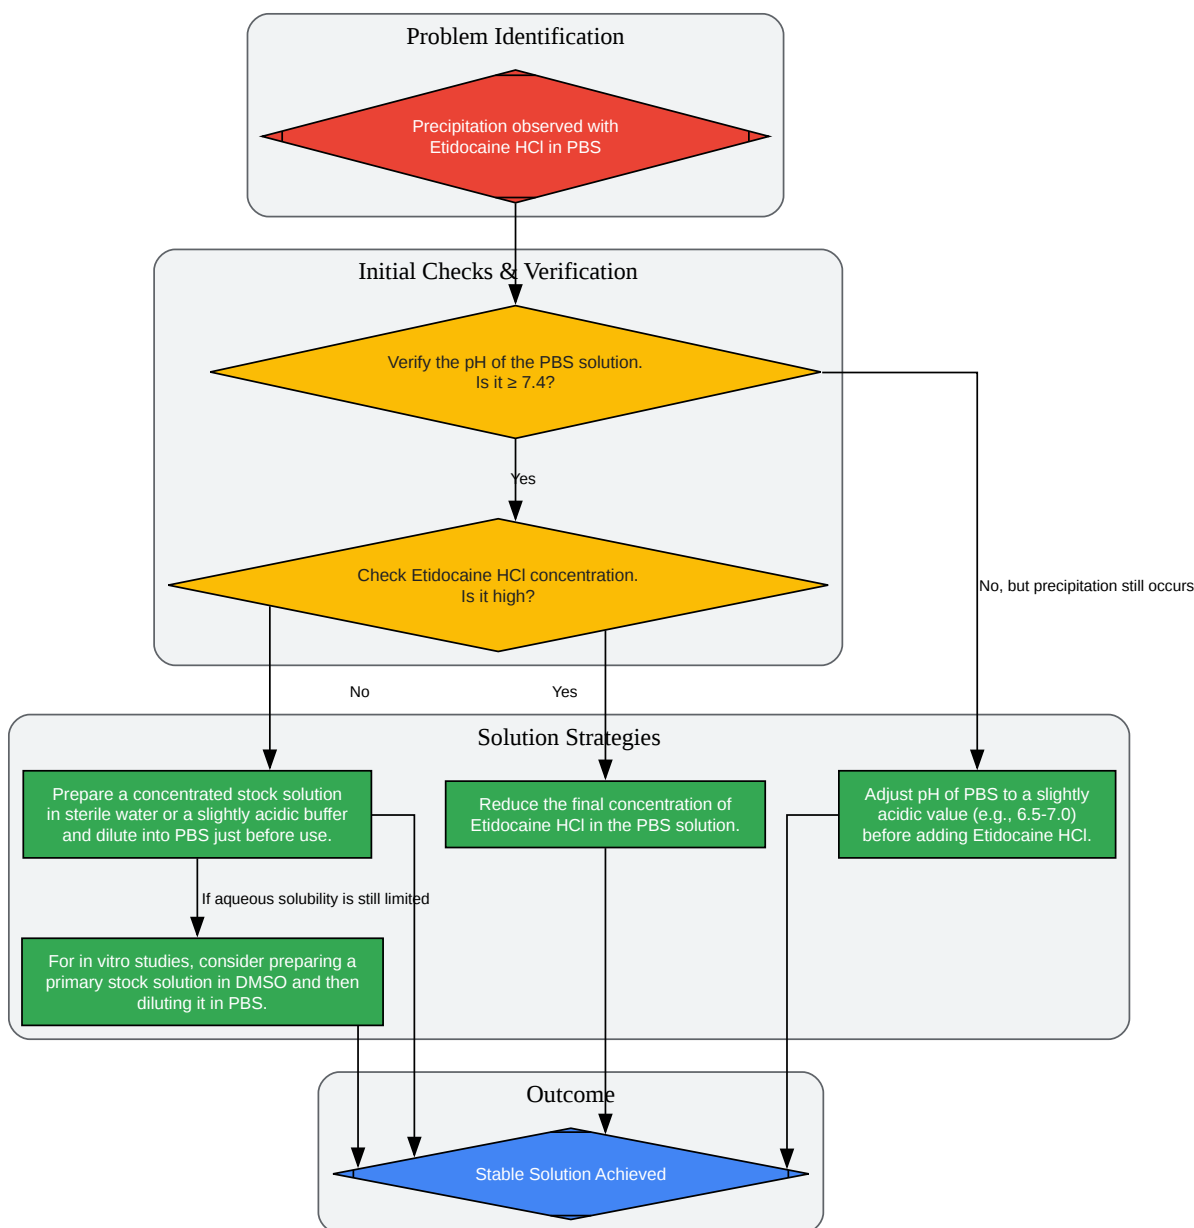 Problem Identification
Precipitation observed with
Etidocaine HCl in PBS
Initial Checks & Verification
Verify the pH of the PBS solution.
Is it ≥ 7.4?
Yes
Check Etidocaine HCl concentration.
Is it high?
No, but precipitation still occurs
No
Yes
Solution Strategies
Prepare a concentrated stock solution
in sterile water or a slightly acidic buffer
and dilute into PBS just before use.
Reduce the final concentration of
Etidocaine HCl in the PBS solution.
Adjust pH of PBS to a slightly
acidic value (e.g., 6.5-7.0)
before adding Etidocaine HCl.
If aqueous solubility is still limited
For in vitro studies, consider preparing a
primary stock solution in DMSO and then
diluting it in PBS.
Outcome
Stable Solution Achieved